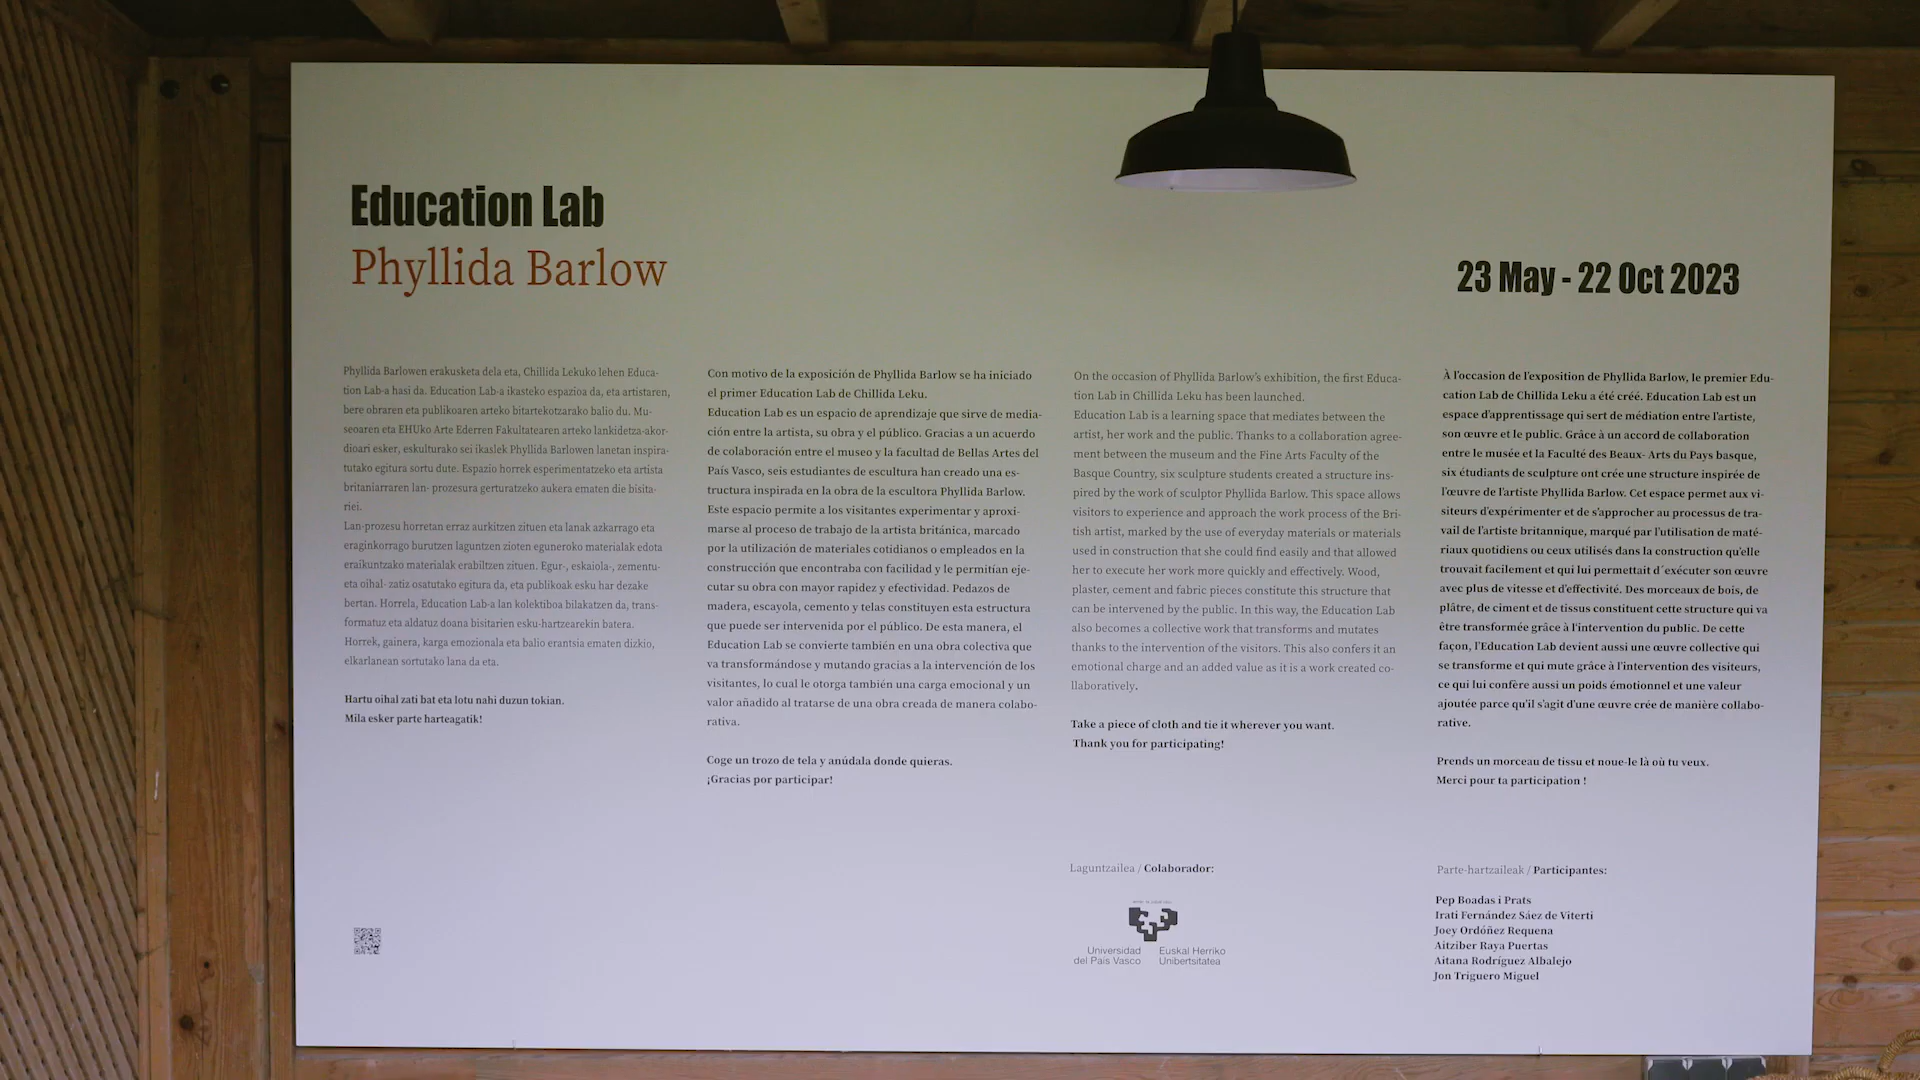 Education Lab
Phyllida Barlow
23 May - 22 Oct 2023
Phyllida Barlowen erakusketa dela eta, Chillida Lekuko lehen Educa-
tion Lab-a hasi da. Education Lab-a ikasteko espazioa da, eta artistaren,
bere obraren eta publikoaren arteko bitartekotzarako balio du. Mu-
seoaren eta EHUko Arte Ederren Fakultatearen arteko lankidetza-akor-
dioari esker, eskulturako sei ikaslek Phyllida Barlowen lanetan inspira-
tutako egitura sortu dute. Espazio horrek esperimentatzeko eta artista
britaniarraren lan- prozesura gerturatzeko aukera ematen die bisita-
riei.
Lan-prozesu horretan erraz aurkitzen zituen eta lanak azkarrago eta
eraginkorrago burutzen laguntzen zioten eguneroko materialak edota
eraikuntzako materialak erabiltzen zituen. Egur-, eskaiola-, zementu-
eta oihal- zatiz osatutako egitura da, eta publikoak esku har dezake
bertan. Horrela, Education Lab-a lan kolektiboa bilakatzen da, trans-
formatuz eta aldatuz doana bisitarien esku-hartzearekin batera.
Horrek, gainera, karga emozionala eta balio erantsia ematen dizkio,
elkarlanean sortutako lana da eta.
Hartu oihal zati bat eta lotu nahi duzun tokian.
Mila esker parte harteagatik!
Con motivo de la exposición de Phyllida Barlow se ha iniciado
el primer Education Lab de Chillida Leku.
Education Lab es un espacio de aprendizaje que sirve de media-
ción entre la artista, su obra y el público. Gracias a un acuerdo
de colaboración entre el museo y la facultad de Bellas Artes del
País Vasco, seis estudiantes de escultura han creado una es-
tructura inspirada en la obra de la escultora Phyllida Barlow.
Este espacio permite a los visitantes experimentar y aproxi-
marse al proceso de trabajo de la artista británica, marcado
por la utilización de materiales cotidianos o empleados en la
construcción que encontraba con facilidad y le permitían eje-
cutar su obra con mayor rapidez y efectividad. Pedazos de
madera, escayola, cemento y telas constituyen esta estructura
que puede ser intervenida por el público. De esta manera, el
Education Lab se convierte también en una obra colectiva que
va transformándose y mutando gracias a la intervención de los
visitantes, lo cual le otorga también una carga emocional y un
valor añadido al tratarse de una obra creada de manera colabo-
rativa.
Coge un trozo de tela y anúdala donde quieras.
¡Gracias por participar!
On the occasion of Phyllida Barlow's exhibition, the first Educa-
tion Lab in Chillida Leku has been launched.
Education Lab is a learning space that mediates between the
artist, her work and the public. Thanks to a collaboration agree-
ment between the museum and the Fine Arts Faculty of the
Basque Country, six sculpture students created a structure ins-
pired by the work of sculptor Phyllida Barlow. This space allows
visitors to experience and approach the work process of the Bri-
tish artist, marked by the use of everyday materials or materials
used in construction that she could find easily and that allowed
her to execute her work more quickly and effectively. Wood,
plaster, cement and fabric pieces constitute this structure that
can be intervened by the public. In this way, the Education Lab
also becomes a collective work that transforms and mutates
thanks to the intervention of the visitors. This also confers it an
emotional charge and an added value as it is a work created co-
llaboratively.
Take a piece of cloth and tie it wherever you want.
Thank you for participating!
À l'occasion de l'exposition de Phyllida Barlow, le premier Edu-
cation Lab de Chillida Leku a été créé. Education Lab est un
espace d'apprentissage qui sert de médiation entre l'artiste,
son œuvre et le public. Grâce à un accord de collaboration
entre le musée et la Faculté des Beaux- Arts du Pays basque,
six étudiants de sculpture ont crée une structure inspirée de
l'œuvre de l'artiste Phyllida Barlow. Cet espace permet aux vi-
siteurs d'expérimenter et de s'approcher au processus de tra-
vail de l'artiste britannique, marqué par l'utilisation de maté-
riaux quotidiens ou ceux utilisés dans la construction qu'elle
trouvait facilement et qui lui permettait d´exécuter son œuvre
avec plus de vitesse et d'effectivité. Des morceaux de bois, de
plâtre, de ciment et de tissus constituent cette structure qui va
être transformée grâce à l'intervention du public. De cette
façon, l'Education Lab devient aussi une œuvre collective qui
se transforme et qui mute grâce à l'intervention des visiteurs,
ce qui lui confère aussi un poids émotionnel et une valeur
ajoutée parce qu'il s'agit d'une œuvre crée de manière collabo-
rative.
Prends un morceau de tissu et noue-le là où tu veux.
Merci pour ta participation !
Laguntzailea / Colaborador:
Universidad
del País Vasco
Euskal Herriko
Unibertsitatea
Parte-hartzaileak / Participantes:
Pep Boadas i Prats
Irati Fernández Sáez de Viterti
Joey Ordóñez Requena
Aitziber Raya Puertas
Aitana Rodríguez Albalejo
Jon Triguero Miguel